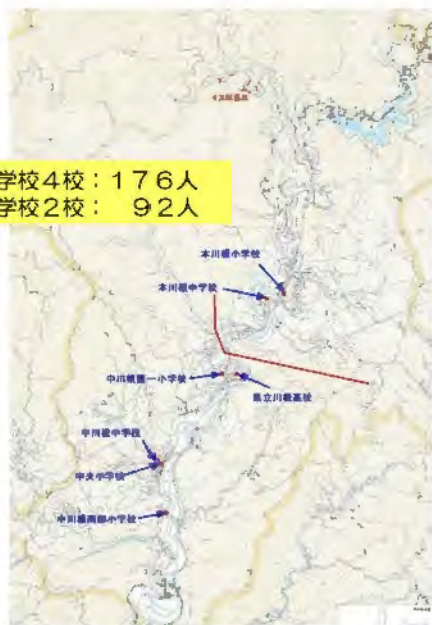 学校4校：176人
学校2校： 92人
本川根小学校
本川根中学校
中川根第一小学校
県立川根高校
中川根中学校
中央小学校
中川根南部小学校